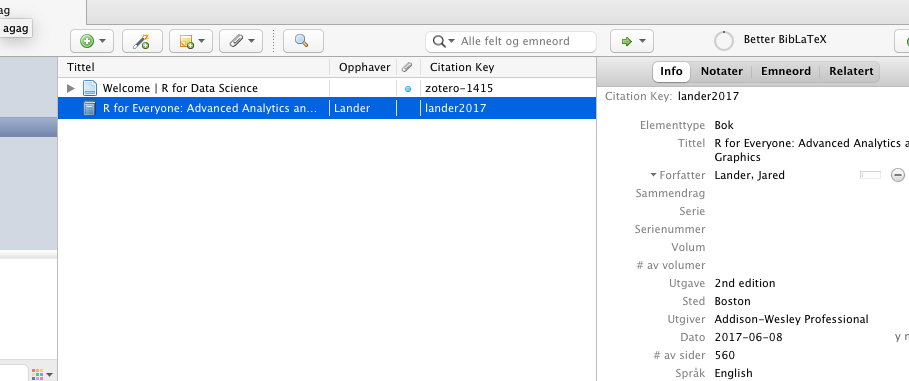 ag
agag
Alle felt og emneord
Better BibLaTeX
Tittel Opphaver Citation Key
Welcome | R for Data Science zotero-1415
R for Everyone: Advanced Analytics an... Lander lander2017
Info Notater Emneord Relatert
Citation Key: lander2017
Elementtype Bok
Tittel R for Everyone: Advanced Analytics a
Graphics
Forfatter Lander, Jared
Sammendrag
Serie
Serienummer
Volum
# av volumer
Utgave 2nd edition
Sted Boston
Utgiver Addison-Wesley Professional
Dato 2017-06-08 y n
# av sider 560
Språk English